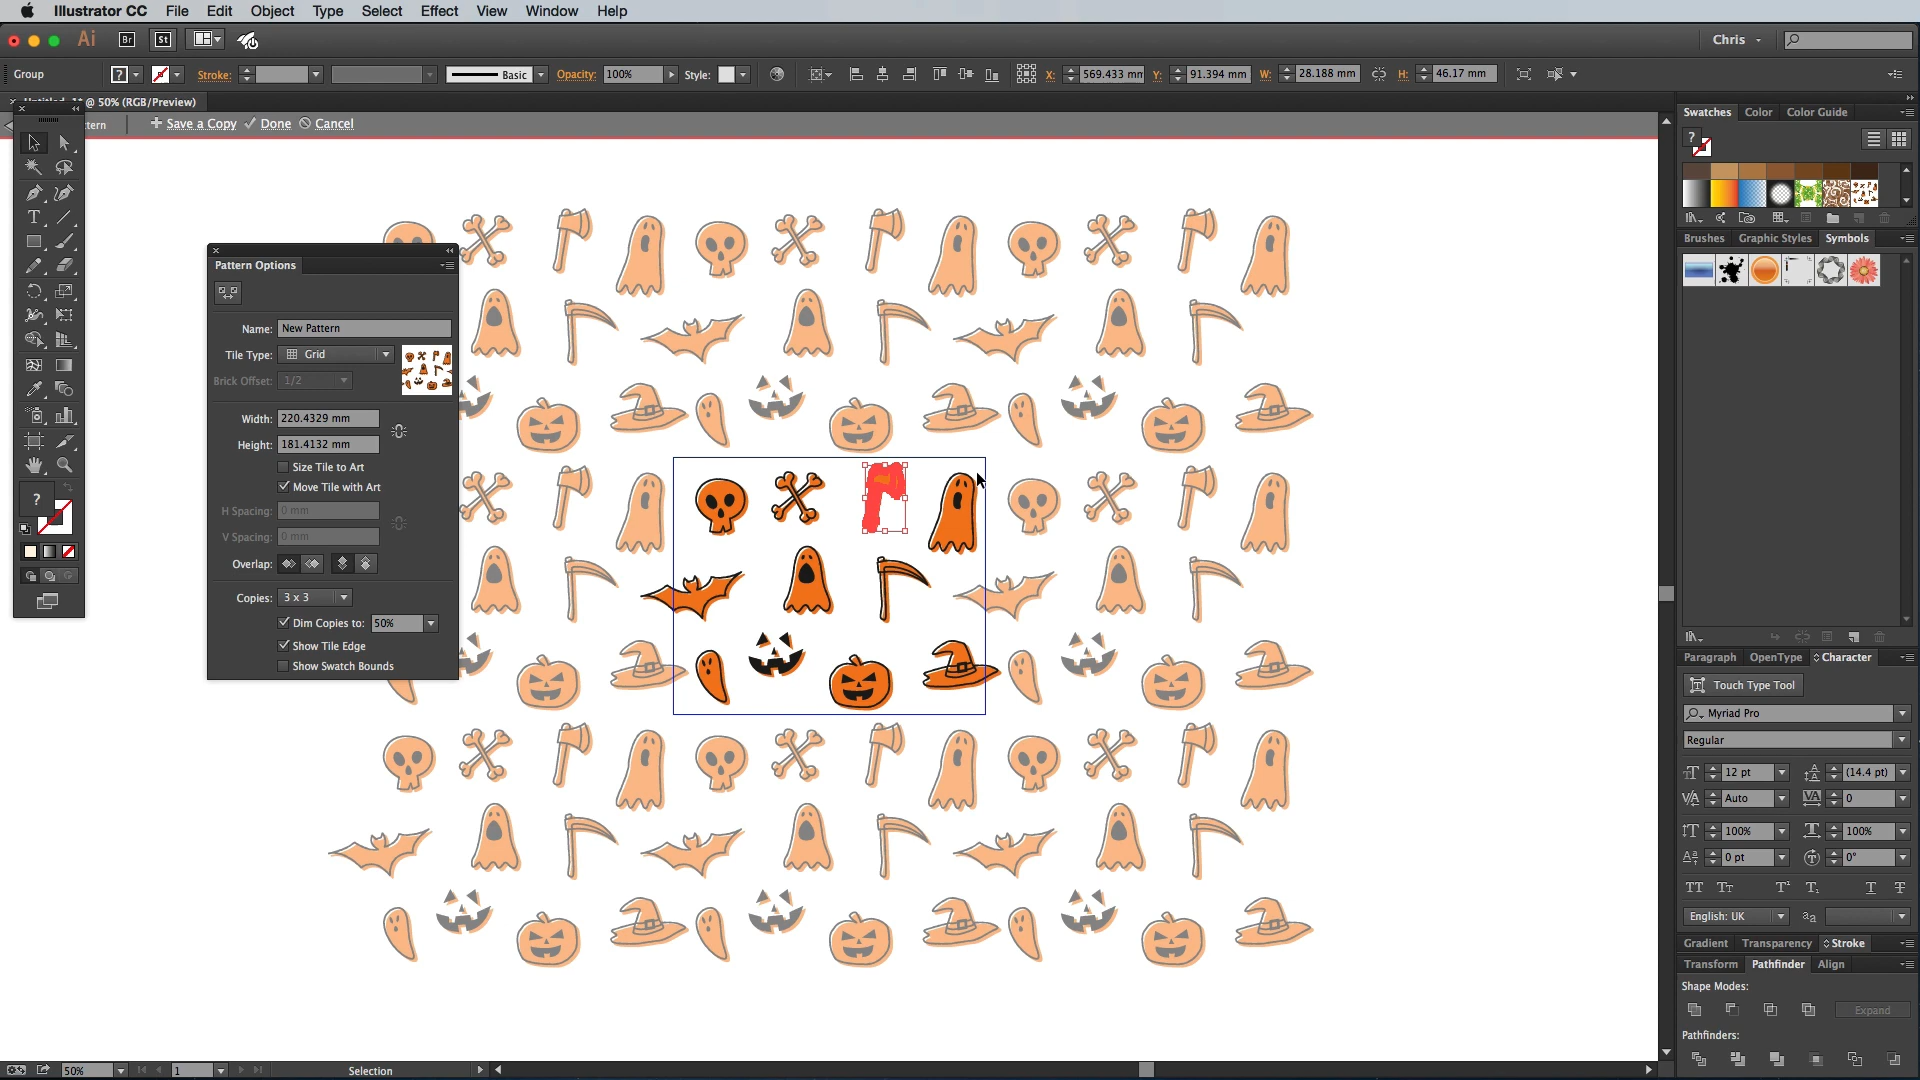 Illustrator CC File Edit Object Type Select Effect View Window Help
Ai Br St Chris
Group ? Stroke: Basic Opacity: 100% Style: X: 569.433 mm Y: 91.394 mm W: 28.188 mm H: 46.17 mm
@ 50% (RGB/Preview)
tern + Save a Copy Done Cancel
Swatches Color Color Guide
?
Brushes Graphic Styles Symbols
Pattern Options
Name: New Pattern
Tile Type: Grid
Brick Offset: 1/2
Width: 220.4329 mm
Height: 181.4132 mm
Size Tile to Art
Move Tile with Art
H Spacing: 0 mm
V Spacing: 0 mm
Overlap:
Copies: 3 x 3
Dim Copies to: 50%
Show Tile Edge
Show Swatch Bounds
?
Paragraph OpenType Character
Touch Type Tool
Myriad Pro
Regular
12 pt (14.4 pt)
Auto 0
100% 100%
0 pt 0°
English: UK
Gradient Transparency Stroke
Transform Pathfinder Align
Shape Modes:
Expand
Pathfinders:
50% 1 Selection